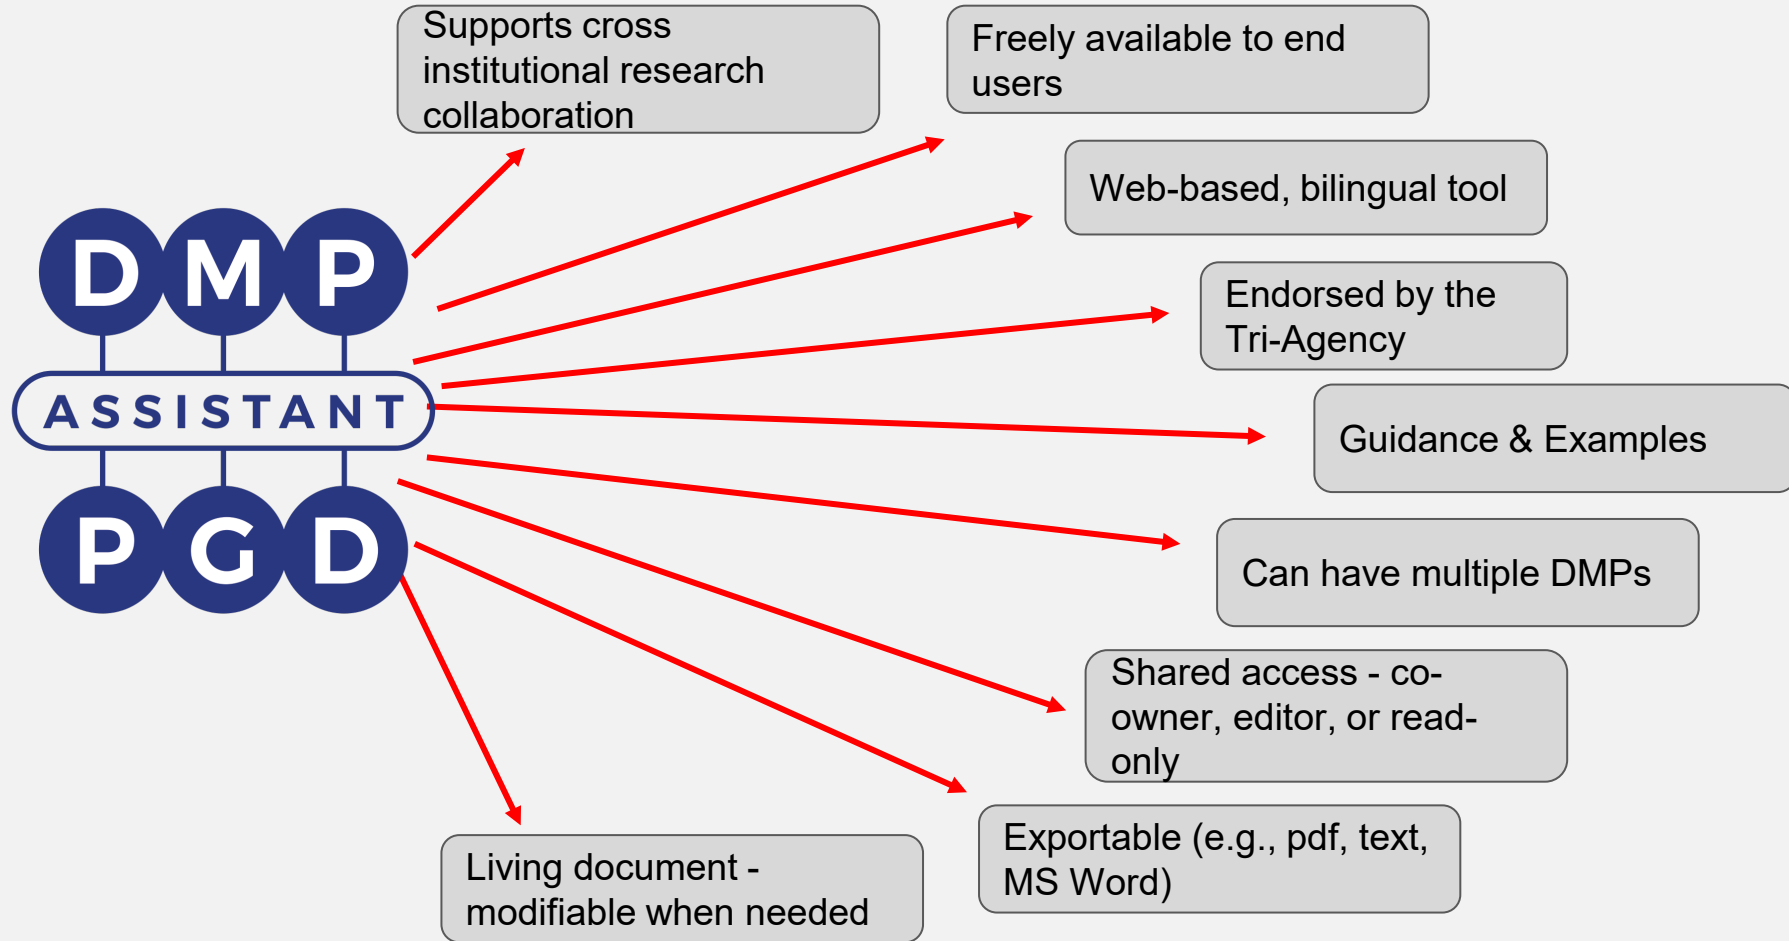 Supports cross
institutional research
collaboration
Freely available to end
users
Web-based, bilingual tool
Endorsed by the
Tri-Agency
DMP
ASSISTANT
PGD
Guidance & Examples
Can have multiple DMPs
Shared access - co-
owner, editor, or read-
only
Exportable (e.g., pdf, text,
MS Word)
Living document -
modifiable when needed